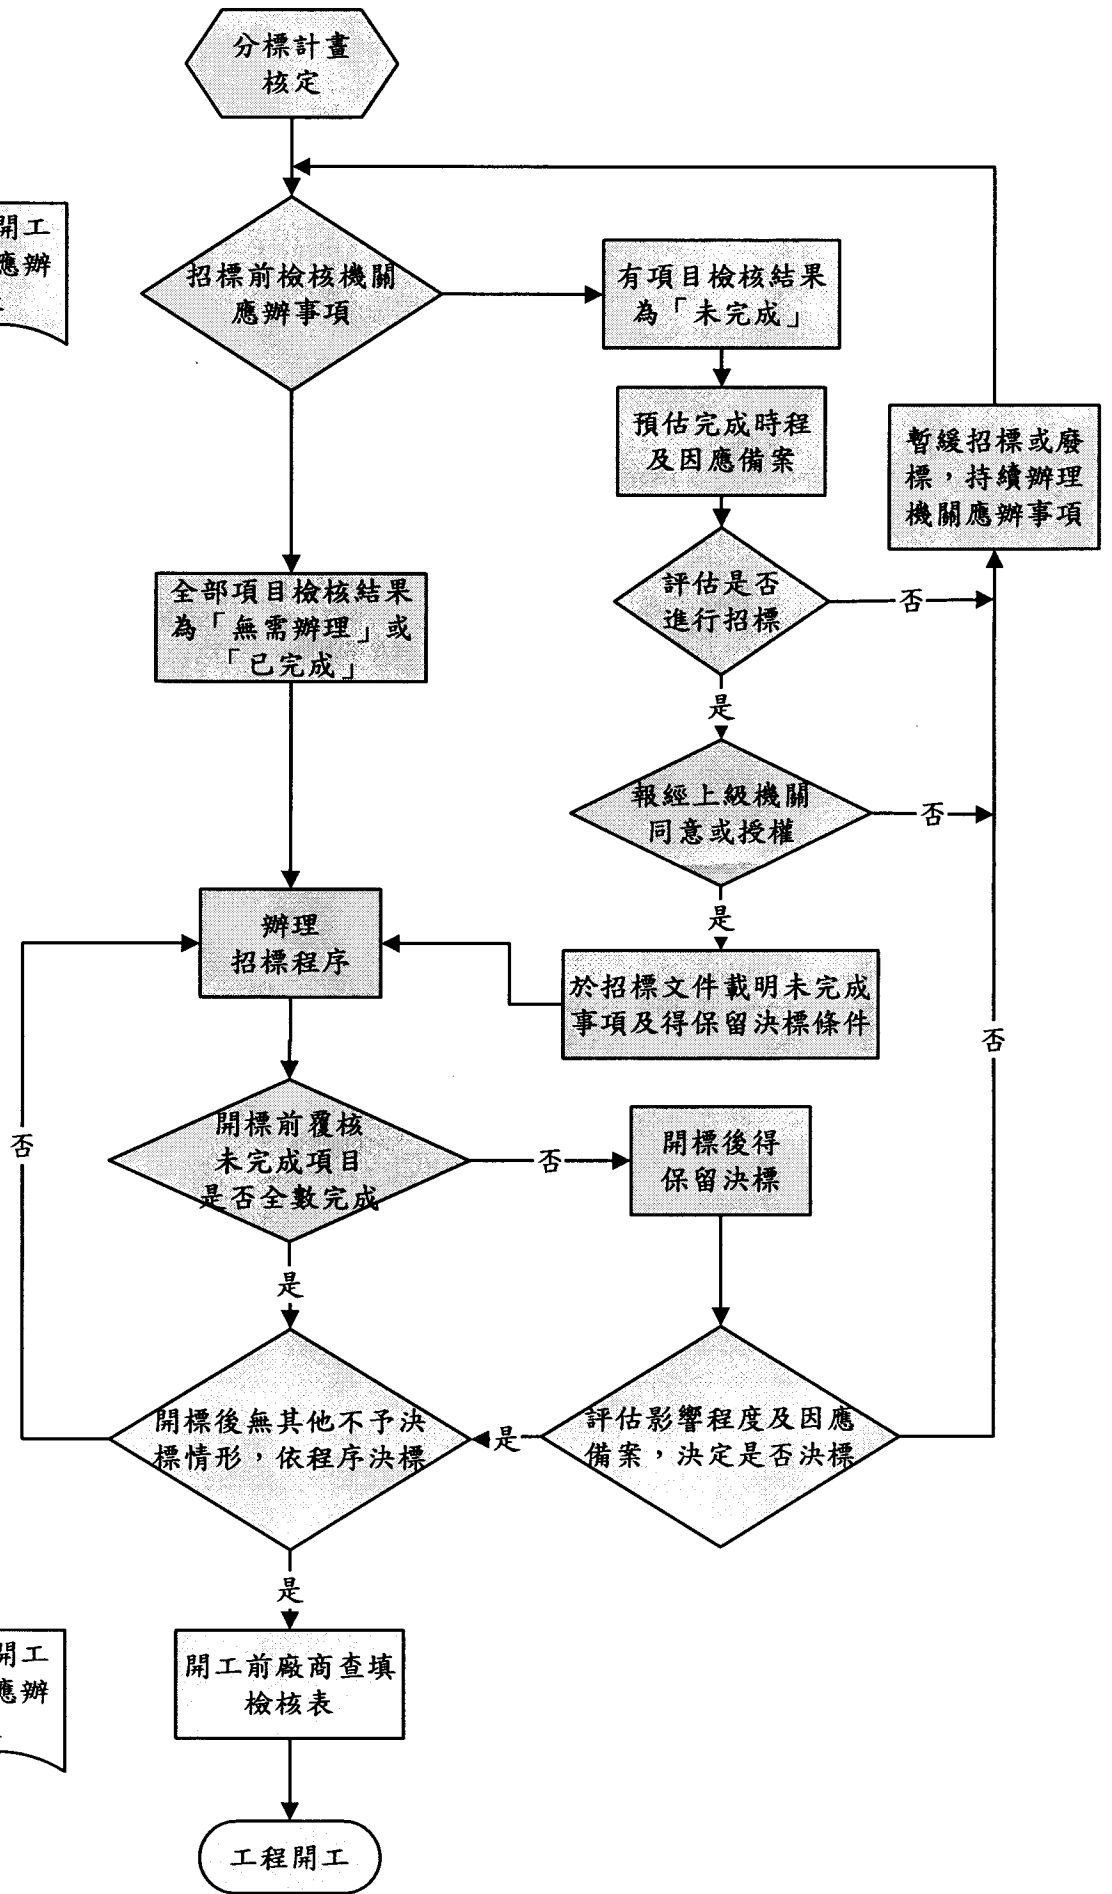 分標計畫
核定
開工
應辦
招標前檢核機關
應辦事項
有項目檢核結果
為「未完成」
預估完成時程
及因應備案
暫緩招標或廢
標，持續辦理
機關應辦事項
全部項目檢核結果
為「無需辦理」或
「已完成」
評估是否
進行招標
否
是
報經上級機關
同意或授權
否
是
辦理
招標程序
於招標文件載明未完成
事項及得保留決標條件
否
否
開標前覆核
未完成項目
是否全數完成
否
開標後得
保留決標
是
開標後無其他不予決
標情形，依程序決標
是
評估影響程度及因應
備案，決定是否決標
是
開工
應辦
開工前廠商查填
檢核表
工程開工